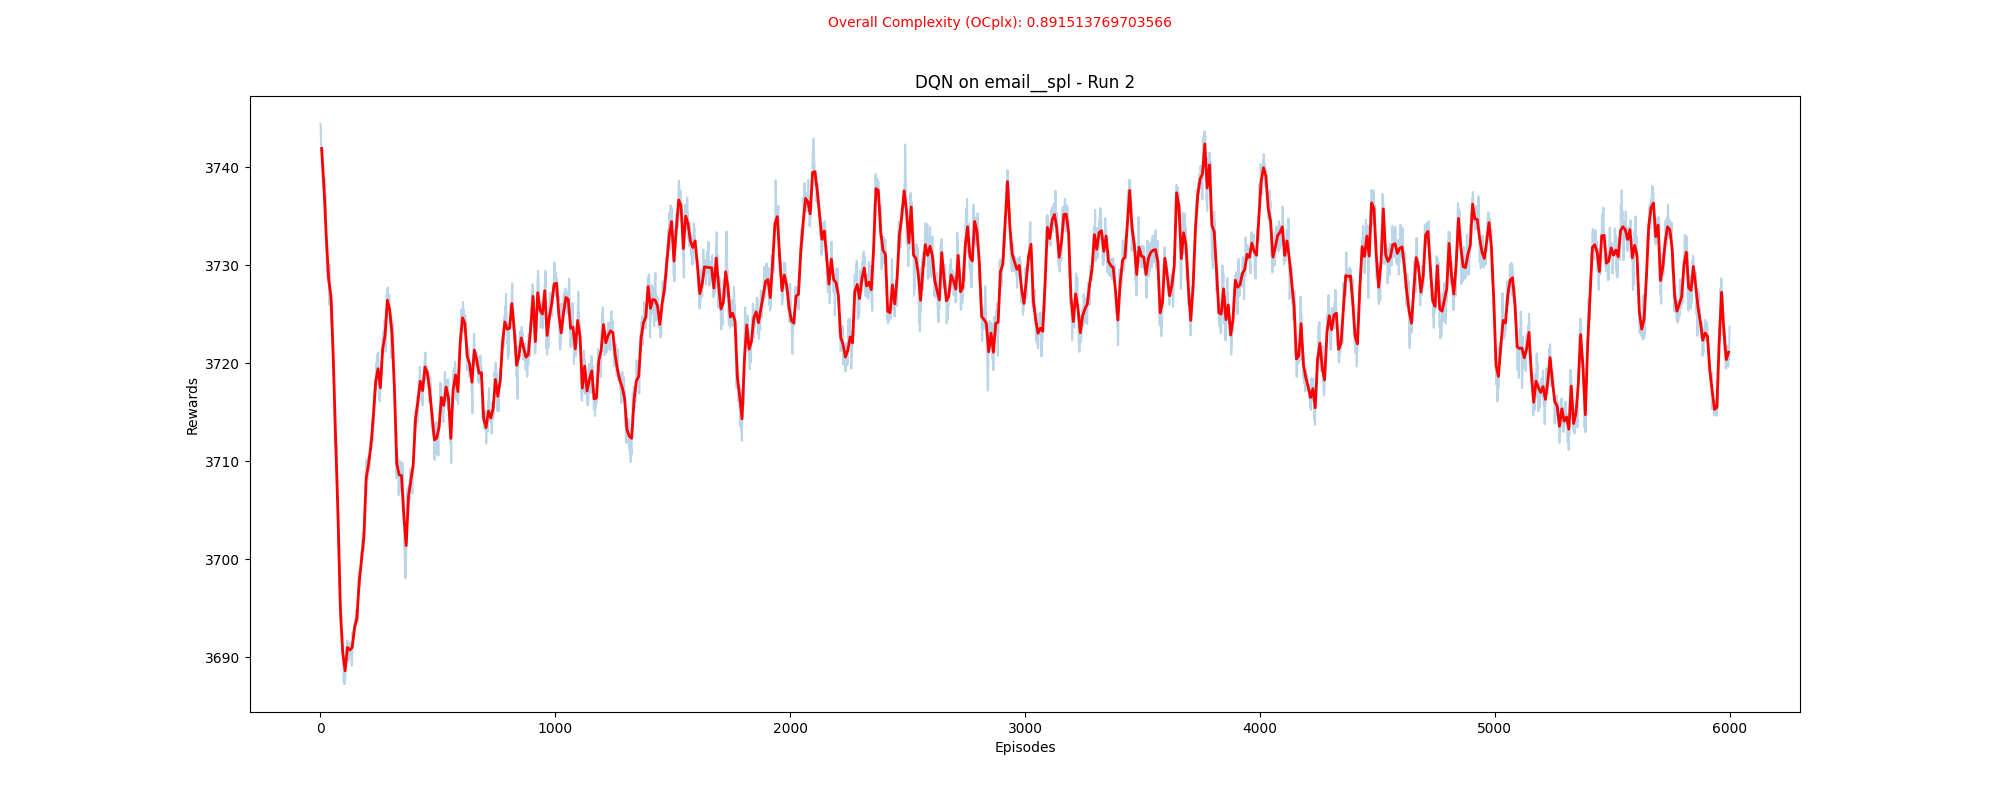 Overall Complexity (OCplx): 0.891513769703566
DQN on email__spl - Run 2
3740
3730
3720
3710
3700
3690
Rewards
0 1000 2000 3000 4000 5000 6000
Episodes